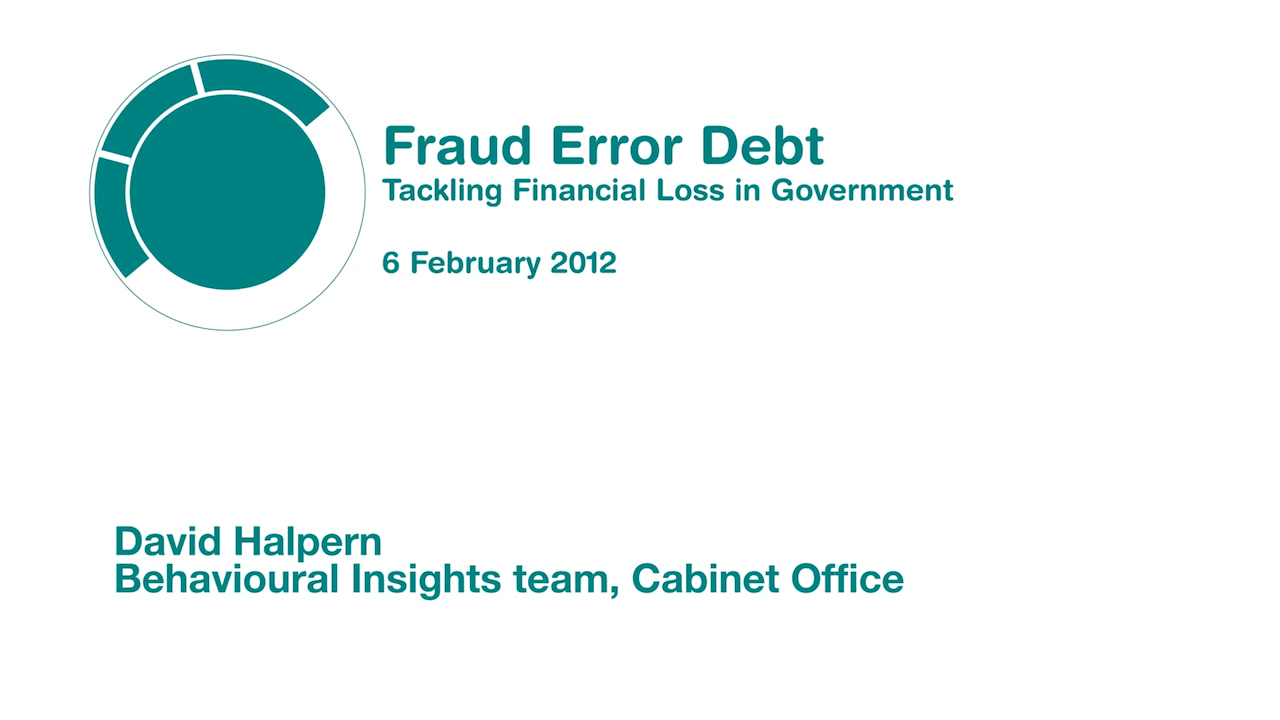 Fraud Error Debt
Tackling Financial Loss in Government
6 February 2012
David Halpern
Behavioural Insights team, Cabinet Office